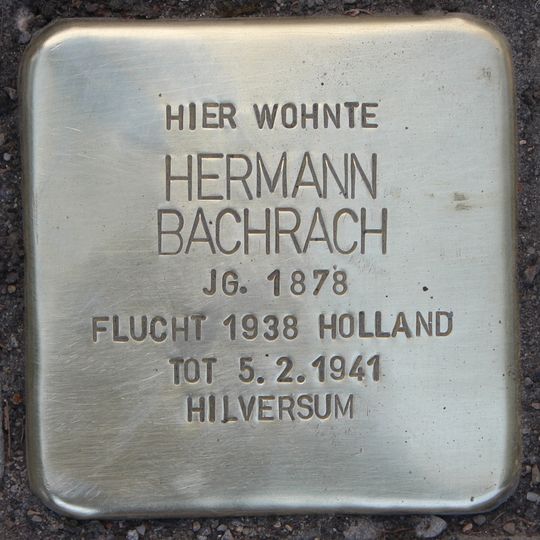 HIER WOHNTE
HERMANN
BACHRACH
JG. 1878
FLUCHT 1938 HOLLAND
TOT 5.2.1941
HILVERSUM